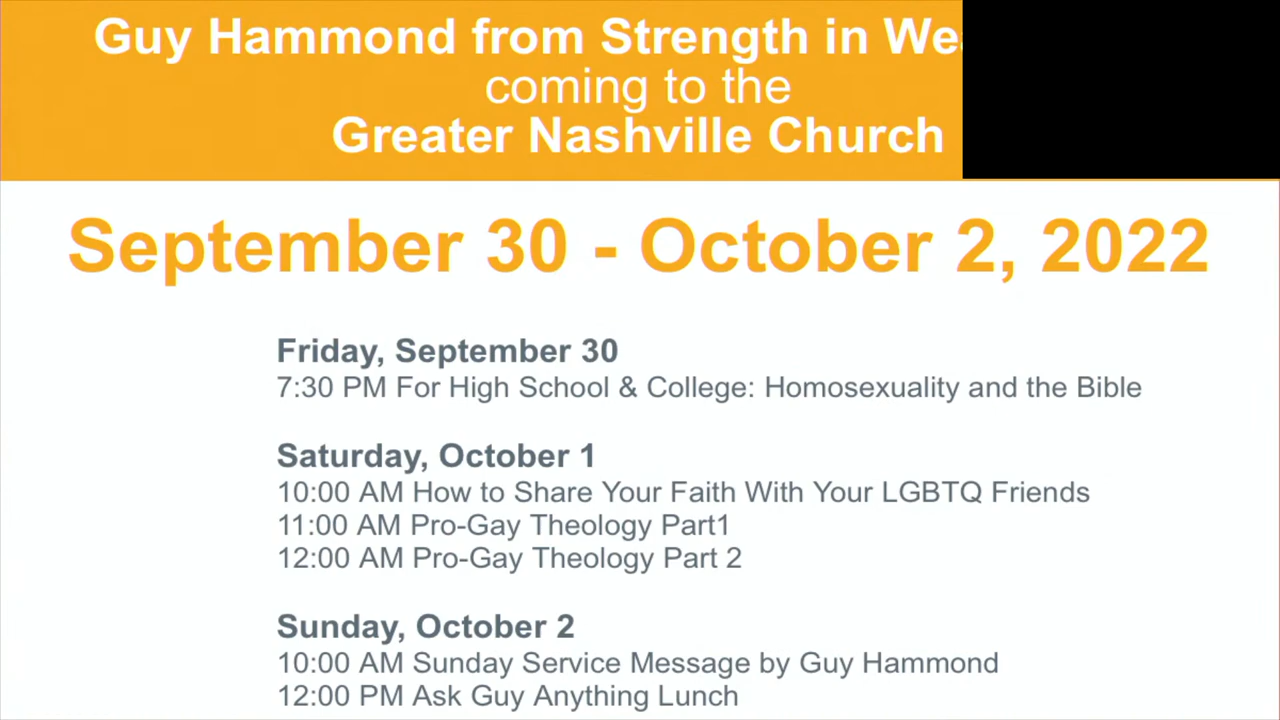 Guy Hammond from Strength in
coming to the
Greater Nashville Church
September 30 - October 2, 2022
Friday, September 30
7:30 PM For High School & College: Homosexuality and the Bible
Saturday, October 1
10:00 AM How to Share Your Faith With Your LGBTQ Friends
11:00 AM Pro-Gay Theology Part1
12:00 AM Pro-Gay Theology Part 2
Sunday, October 2
10:00 AM Sunday Service Message by Guy Hammond
12:00 PM Ask Guy Anything Lunch